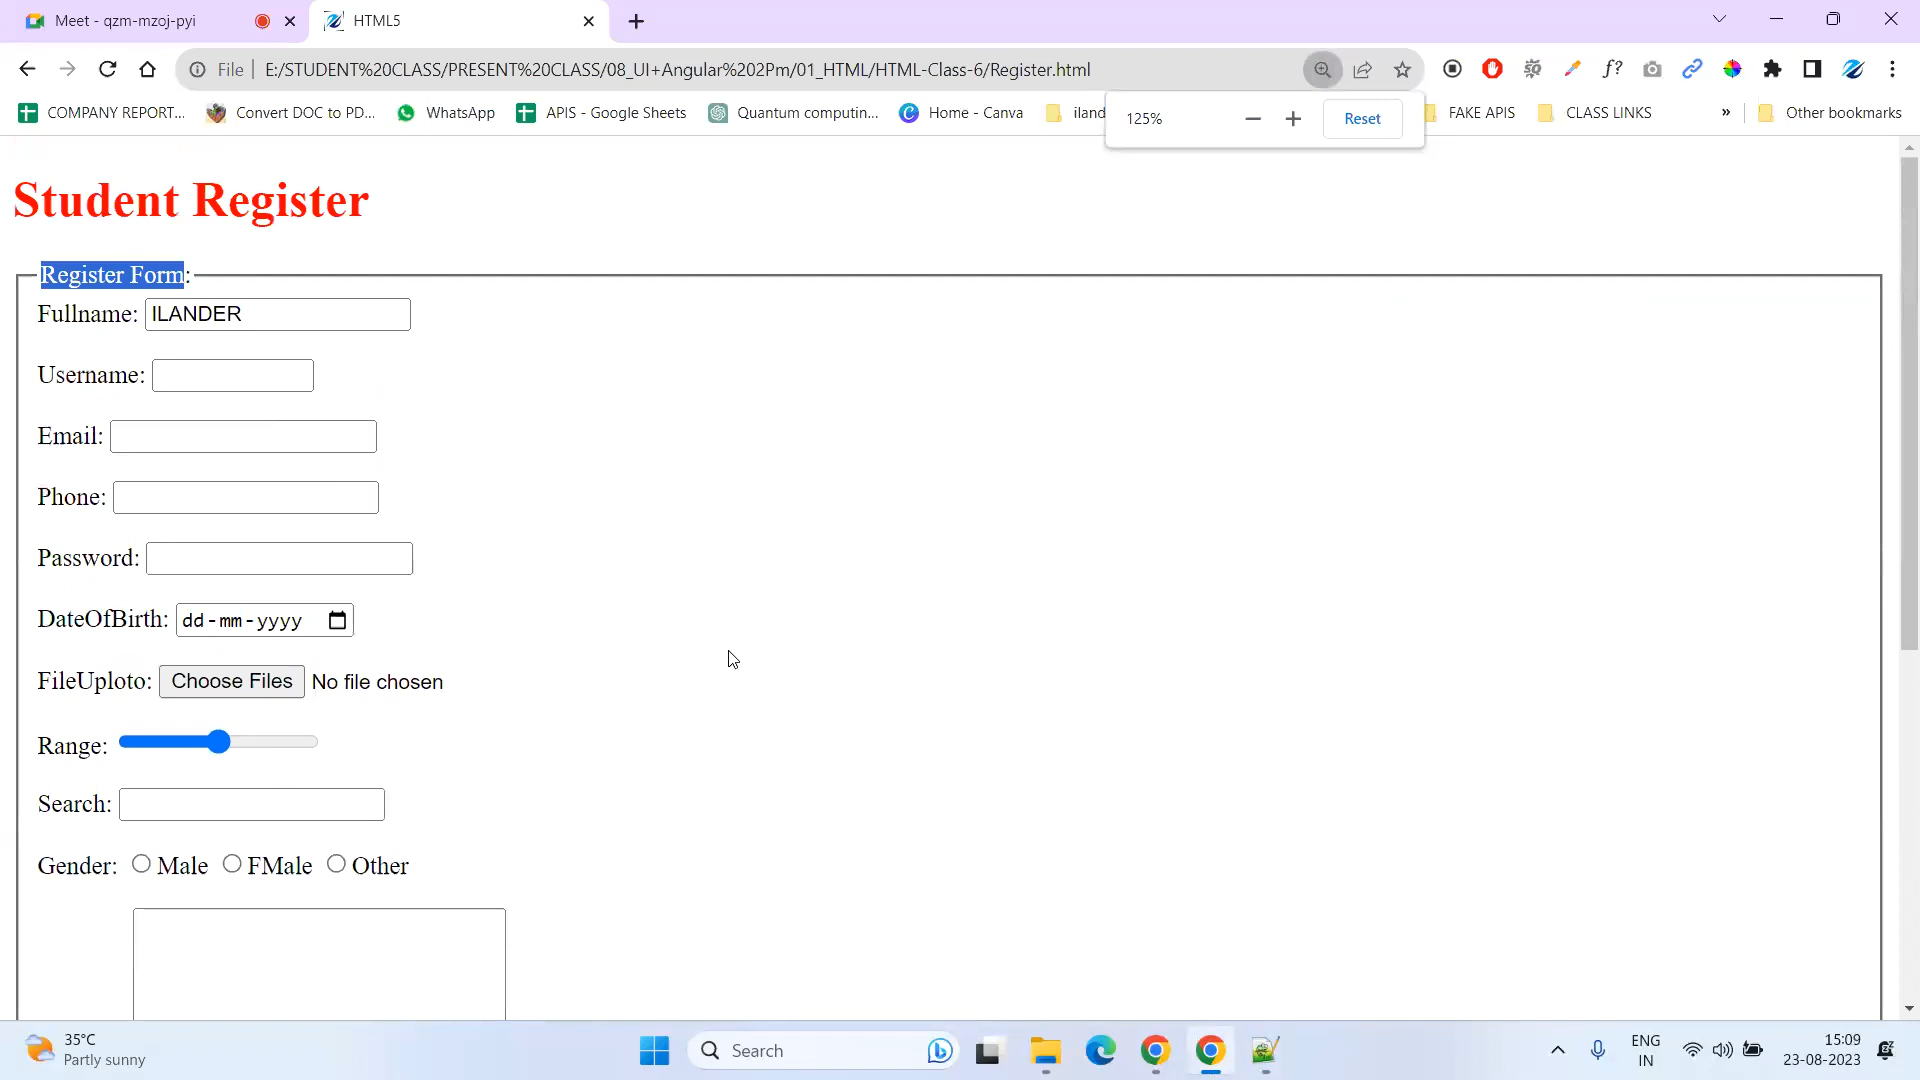 Meet - qzm-mzoj-pyi
HTML5
File
E:/STUDENT%20CLASS/PRESENT%20CLASS/08_UI+Angular%202Pm/01_HTML/HTML-Class-6/Register.html
COMPANY REPORT...
Convert DOC to PD...
WhatsApp
APIS - Google Sheets
Quantum computin...
Home - Canva
iland
FAKE APIS
CLASS LINKS
»
Other bookmarks
125%
Reset
Student Register
Register Form:
Fullname: ILANDER
Username:
Email:
Phone:
Password:
DateOfBirth: dd-mm-yyyy
FileUploto: Choose Files No file chosen
Range:
Search:
Gender: Male FMale Other
35°C
Partly sunny
Search
ENG
IN
15:09
23-08-2023